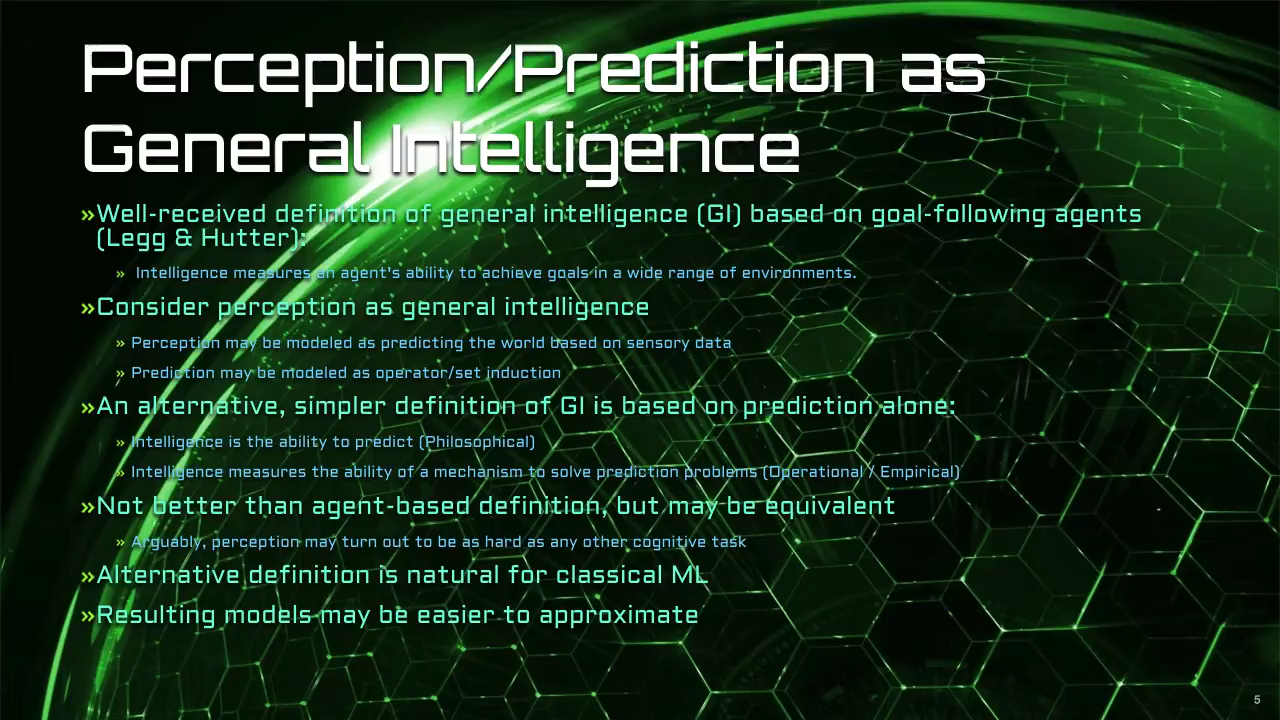 Perception/Prediction as
General Intelligence
»Well-received definition of general intelligence (GI) based on goal-following agents
(Legg & Hutter):
» Intelligence measures an agent's ability to achieve goals in a wide range of environments.
»Consider perception as general intelligence
» Perception may be modeled as predicting the world based on sensory data
» Prediction may be modeled as operator/set induction
»An alternative, simpler definition of GI is based on prediction alone:
» Intelligence is the ability to predict (Philosophical)
» Intelligence measures the ability of a mechanism to solve prediction problems (Operational / Empirical)
»Not better than agent-based definition, but may be equivalent
» Arguably, perception may turn out to be as hard as any other cognitive task
»Alternative definition is natural for classical ML
»Resulting models may be easier to approximate
5